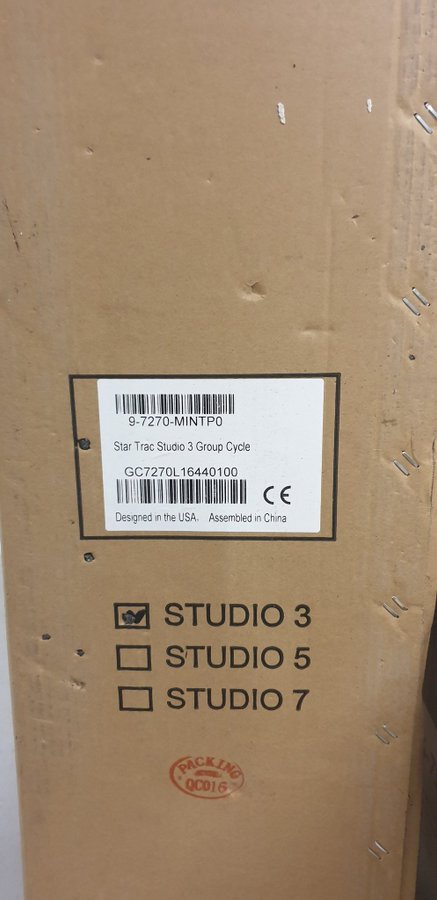 9-7270-MINTP0
Star Trac Studio 3 Group Cycle
GC7270L16440100
CE
Designed in the USA. Assembled in China
STUDIO 3
STUDIO 5
STUDIO 7
PACKING
QC016